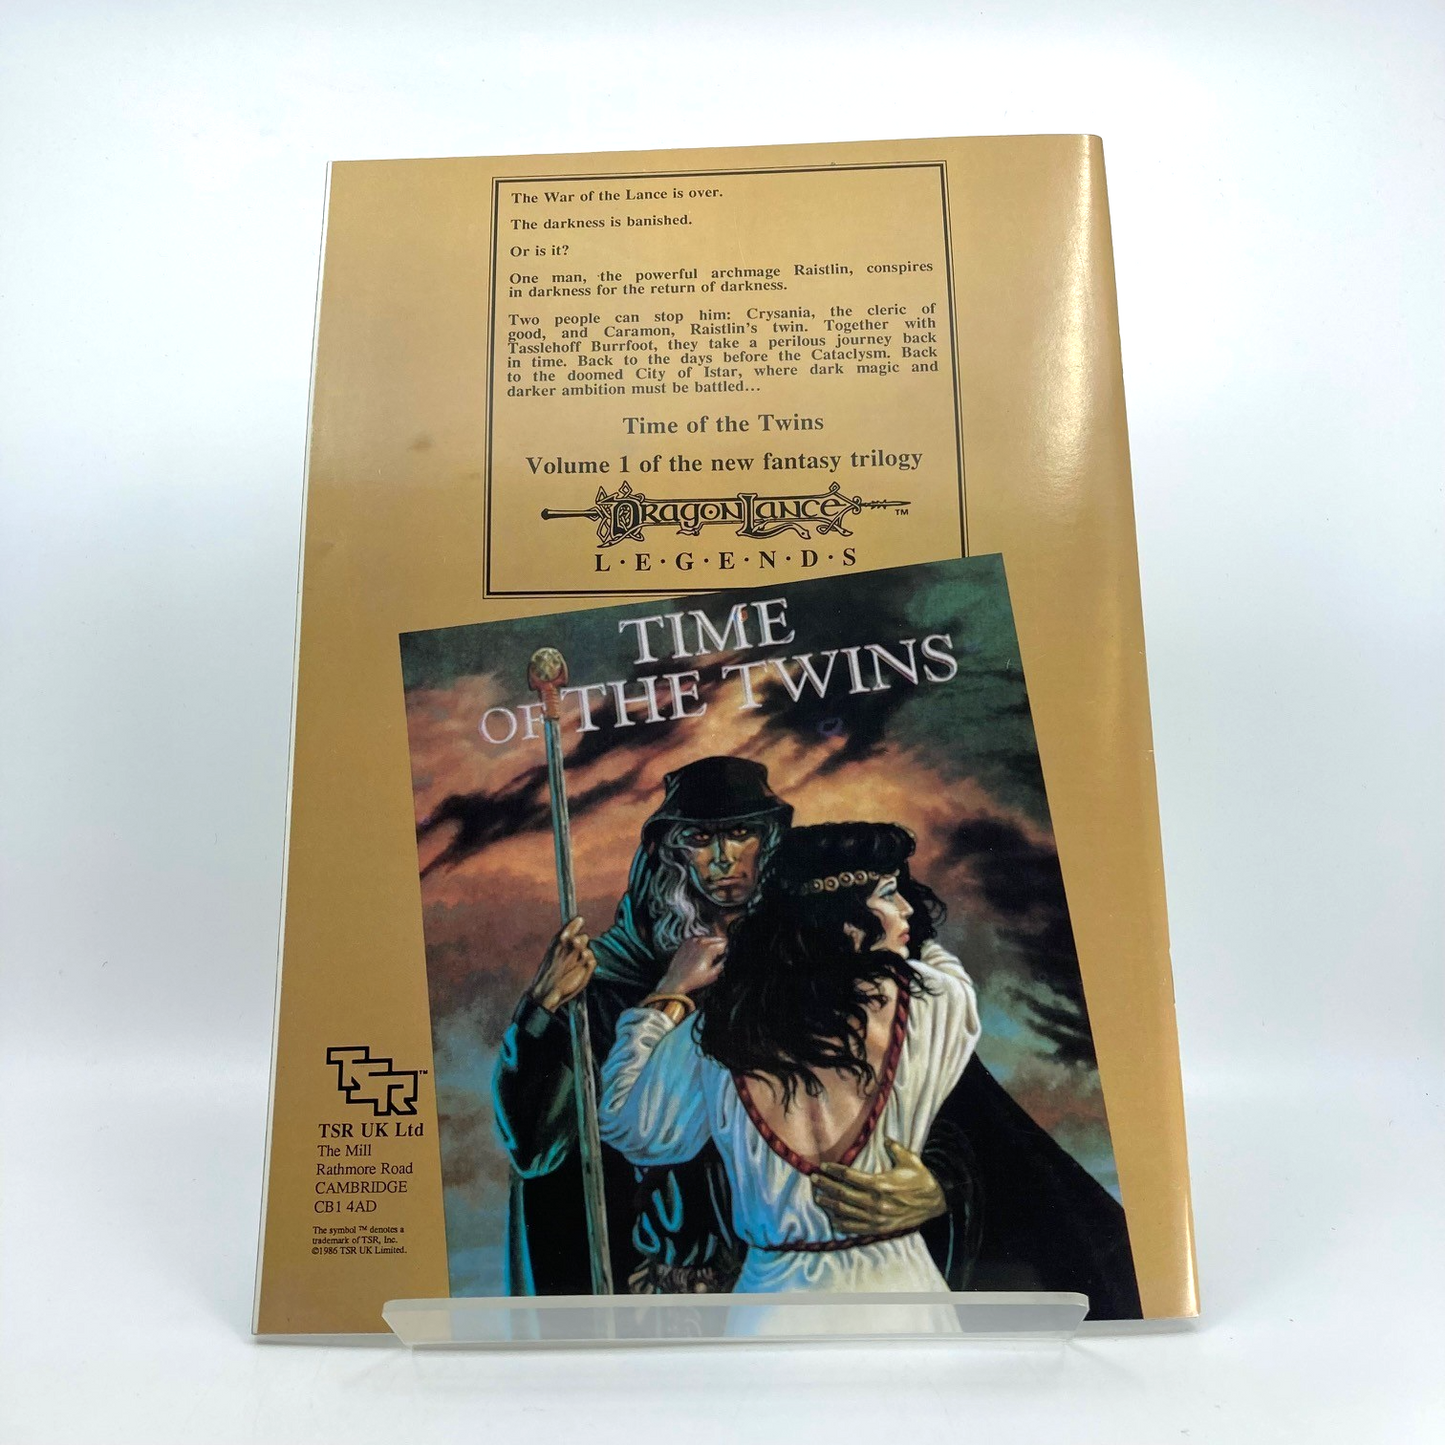 The War of the Lance is over.
The darkness is banished.
Or is it?
One man, the powerful archmage Raistlin, conspires
in darkness for the return of darkness.
Two people can stop him: Crysania, the cleric of
good, and Caramon, Raistlin's twin. Together with
Tasslehoff Burrfoot, they take a perilous journey back
in time. Back to the days before the Cataclysm. Back
to the doomed City of Istar, where dark magic and
darker ambition must be battled...
Time of the Twins
Volume 1 of the new fantasy trilogy
DRAGONLANCE™
L·E·G·E·N·D·S
TIME
OF THE TWINS
TSR™
TSR UK Ltd
The Mill
Rathmore Road
CAMBRIDGE
CB1 4AD
The symbol ™ denotes a
trademark of TSR, Inc.
©1986 TSR UK Limited.